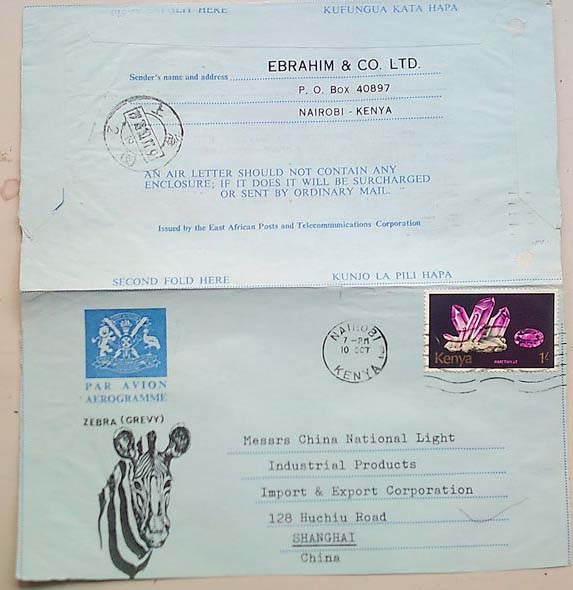 KUFUNGUA KATA HAPA
Sender's name and address
EBRAHIM & CO. LTD.
P. O. Box 40897
NAIROBI - KENYA
上
海
2
AN AIR LETTER SHOULD NOT CONTAIN ANY
ENCLOSURE; IF IT DOES IT WILL BE SURCHARGED
OR SENT BY ORDINARY MAIL.
Issued by the East African Posts and Telecommunications Corporation
SECOND FOLD HERE KUNJO LA PILI HAPA
PAR AVION
AEROGRAMME
NAIROBI
7-PM
10 OCT
KENYA
Kenya
AMETHYST
1/-
ZEBRA (GREVY)
Messrs China National Light
Industrial Products
Import & Export Corporation
128 Huchiu Road
SHANGHAI
China